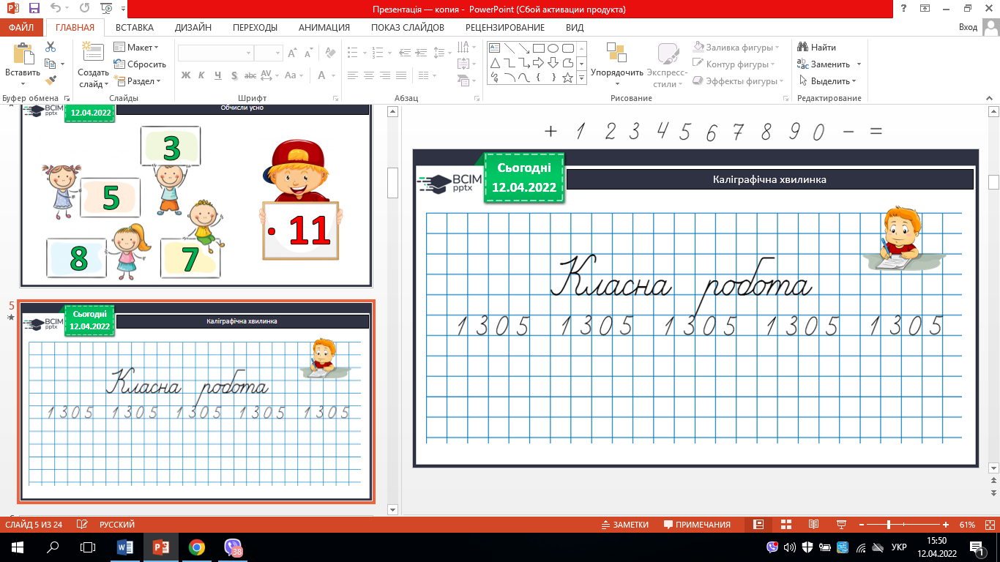 Презентація — копия - PowerPoint (Сбой активации продукта)
ФАЙЛ ГЛАВНАЯ ВСТАВКА ДИЗАЙН ПЕРЕХОДЫ АНИМАЦИЯ ПОКАЗ СЛАЙДОВ РЕЦЕНЗИРОВАНИЕ ВИД Вход
Вставить
Буфер обмена
Создать слайд
Макет
Сбросить
Раздел
Слайды
Ж К Ч S abc AV Aa А
Шрифт
Абзац
Упорядочить
Экспресс-стили
Заливка фигуры
Контур фигуры
Эффекты фигуры
Рисование
Найти
Заменить
Выделить
Редактирование
ВСІМ pptx
12.04.2022
Обчисли усно
3
5
8
7
· 11
5
Сьогодні
12.04.2022
ВСІМ pptx
Каліграфічна хвилинка
Класна робота
1 3 0 5 1 3 0 5 1 3 0 5 1 3 0 5 1 3 0 5
+ 1 2 3 4 5 6 7 8 9 0 − =
Сьогодні
12.04.2022
ВСІМ pptx
Каліграфічна хвилинка
Класна робота
1 3 0 5 1 3 0 5 1 3 0 5 1 3 0 5 1 3 0 5
СЛАЙД 5 ИЗ 24 РУССКИЙ ЗАМЕТКИ ПРИМЕЧАНИЯ 61%
38
УКР
15:50
12.04.2022
1